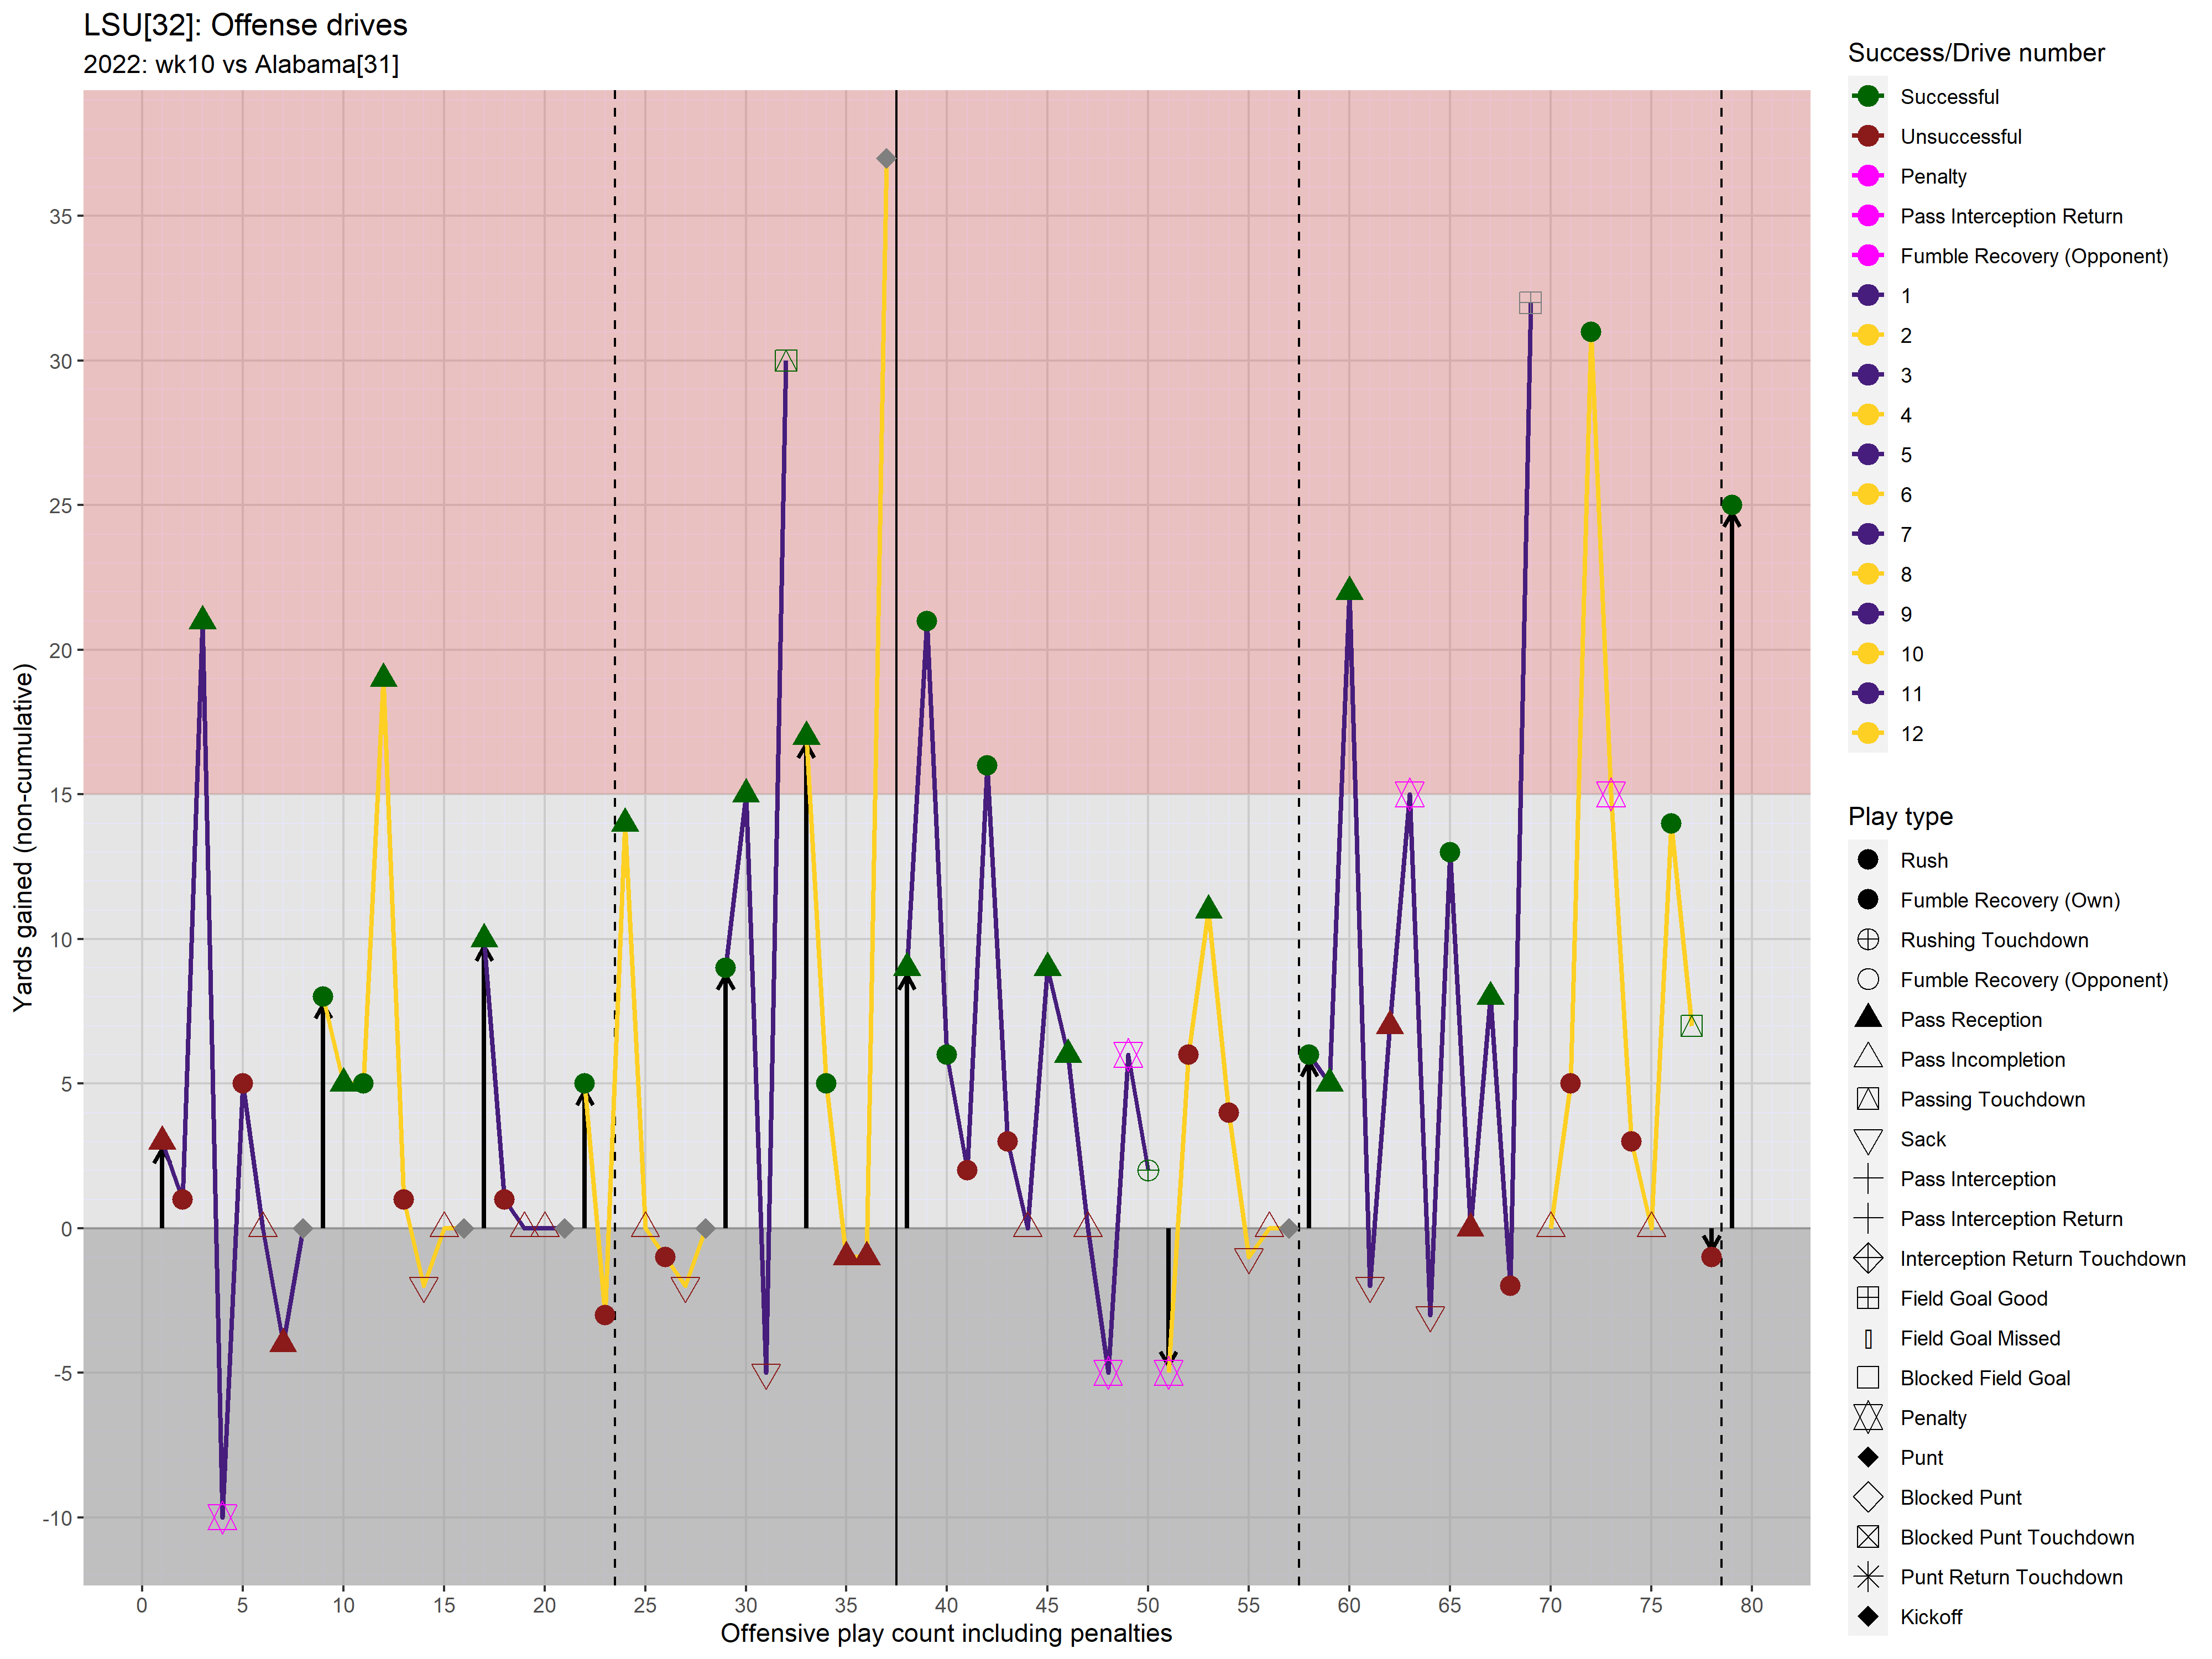 LSU[32]: Offense drives
2022: wk10 vs Alabama[31]
Yards gained (non-cumulative)
35
30
25
20
15
10
5
0
-5
-10
0 5 10 15 20 25 30 35 40 45 50 55 60 65 70 75 80
Offensive play count including penalties
Success/Drive number
Successful
Unsuccessful
Penalty
Pass Interception Return
Fumble Recovery (Opponent)
1
2
3
4
5
6
7
8
9
10
11
12
Play type
Rush
Fumble Recovery (Own)
Rushing Touchdown
Fumble Recovery (Opponent)
Pass Reception
Pass Incompletion
Passing Touchdown
Sack
Pass Interception
Pass Interception Return
Interception Return Touchdown
Field Goal Good
Field Goal Missed
Blocked Field Goal
Penalty
Punt
Blocked Punt
Blocked Punt Touchdown
Punt Return Touchdown
Kickoff